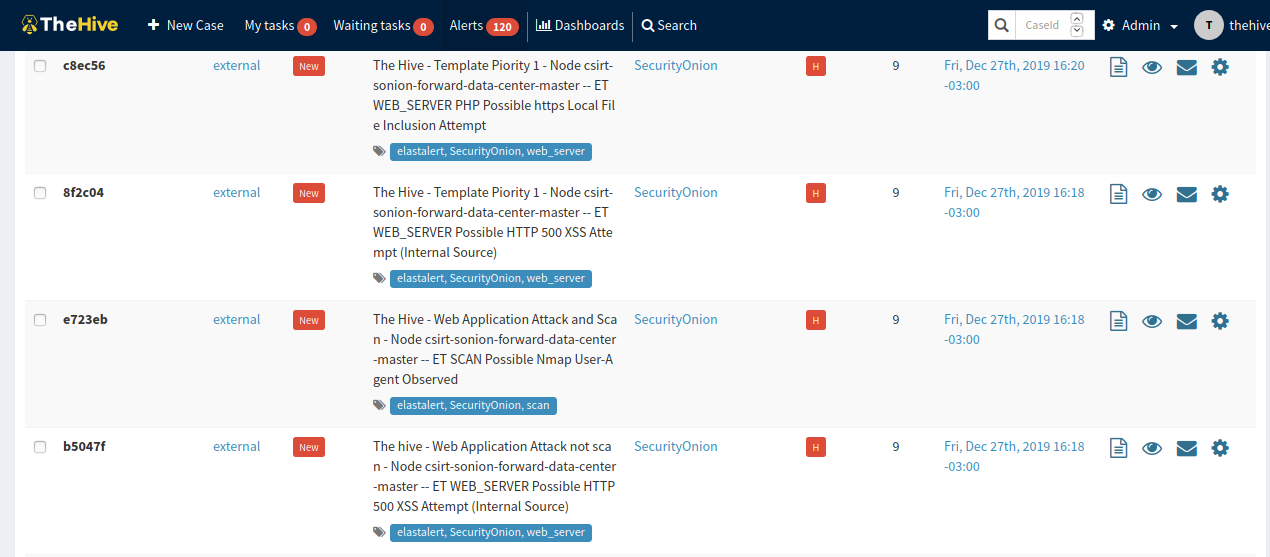 TheHive New Case My tasks 0 Waiting tasks 0 Alerts 120 Dashboards Search CaseId Admin T thehive
c8ec56 external New The Hive - Template Piority 1 - Node csirt- SecurityOnion H 9 Fri, Dec 27th, 2019 16:20
sonion-forward-data-center-master -- ET -03:00
WEB_SERVER PHP Possible https Local Fil
e Inclusion Attempt
elastalert, SecurityOnion, web_server
8f2c04 external New The Hive - Template Piority 1 - Node csirt- SecurityOnion H 9 Fri, Dec 27th, 2019 16:18
sonion-forward-data-center-master -- ET -03:00
WEB_SERVER Possible HTTP 500 XSS Atte
mpt (Internal Source)
elastalert, SecurityOnion, web_server
e723eb external New The Hive - Web Application Attack and Sca SecurityOnion H 9 Fri, Dec 27th, 2019 16:18
n - Node csirt-sonion-forward-data-center -03:00
-master -- ET SCAN Possible Nmap User-A
gent Observed
elastalert, SecurityOnion, scan
b5047f external New The hive - Web Application Attack not sca SecurityOnion H 9 Fri, Dec 27th, 2019 16:18
n - Node csirt-sonion-forward-data-center -03:00
-master -- ET WEB_SERVER Possible HTTP
500 XSS Attempt (Internal Source)
elastalert, SecurityOnion, web_server